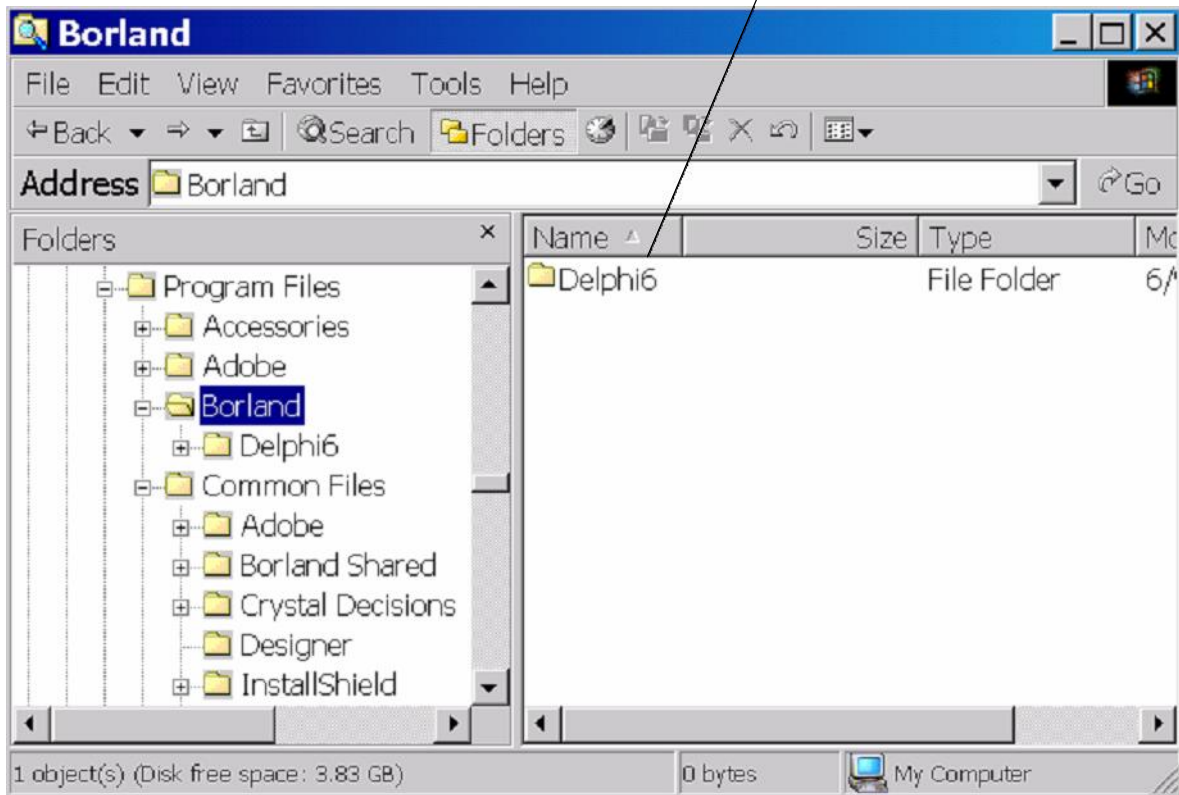 Borland
File Edit View Favorites Tools Help
Back Search Folders
Address Borland Go
Folders
Name Size Type Mo
Program Files
Accessories
Adobe
Borland
Delphi6
Common Files
Adobe
Borland Shared
Crystal Decisions
Designer
InstallShield
Delphi6 File Folder 6/
1 object(s) (Disk free space: 3.83 GB) 0 bytes My Computer